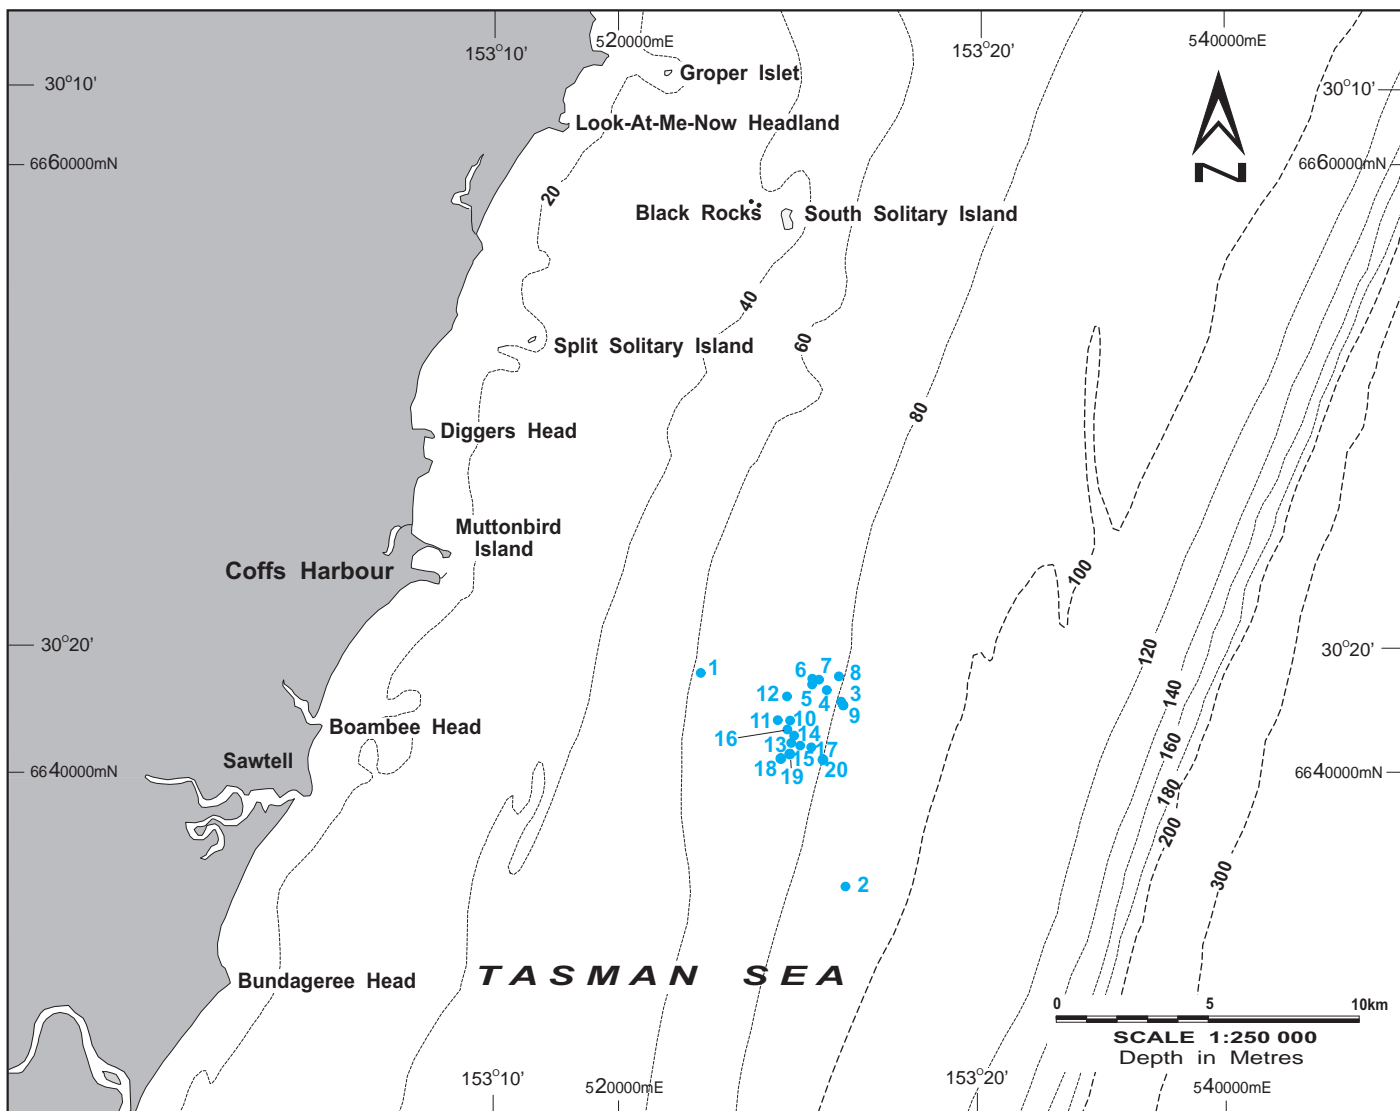 153°10'
520000mE
153°20'
540000mE
30°10'
30°10'
Groper Islet
Look-At-Me-Now Headland
6660000mN
6660000mN
N
20
Black Rocks
South Solitary Island
40
60
Split Solitary Island
80
Diggers Head
Muttonbird
Island
Coffs Harbour
100
30°20'
30°20'
120
140
160
180
200
300
1
6
7
8
12
5
4
3
9
11
10
16
14
13
17
15
18
19
20
Boambee Head
Sawtell
6640000mN
6640000mN
2
TASMAN SEA
Bundageree Head
0
5
10km
SCALE 1:250 000
Depth in Metres
153°10'
520000mE
153°20'
540000mE